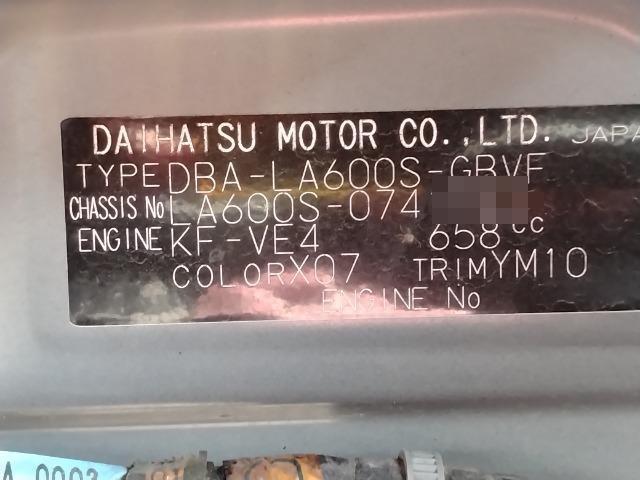 DAIHATSU MOTOR CO.,LTD. JAPA
TYPE DBA-LA600S-GBVF
CHASSIS No LA600S-074
ENGINE KF-VE4 658 cc
COLOR X07 TRIM YM10
ENGINE No
A 0003